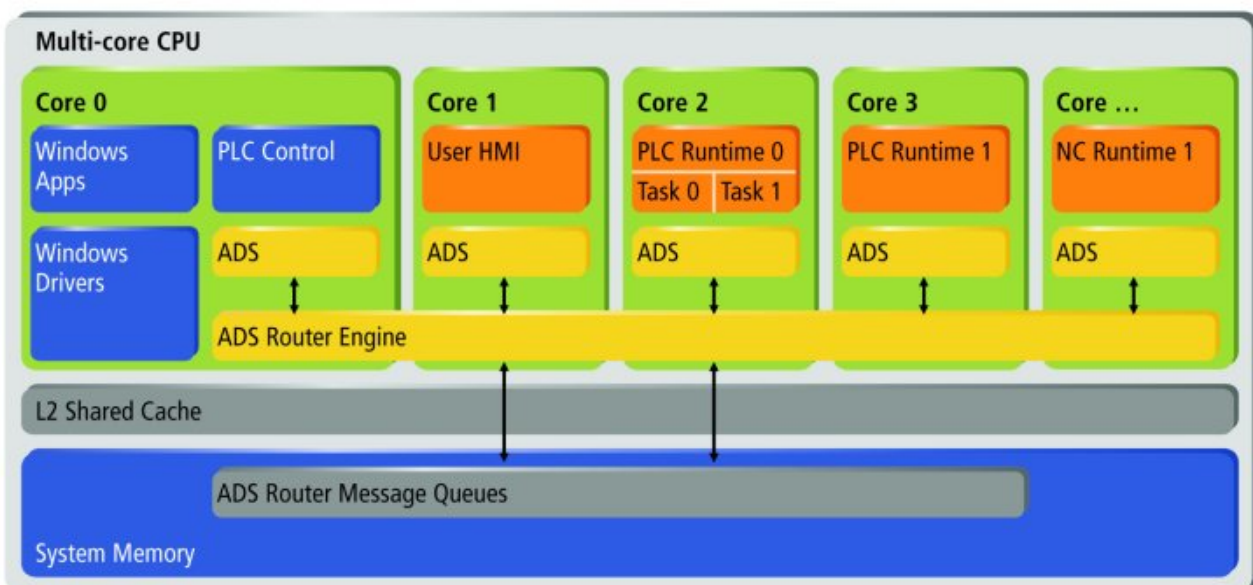 Multi-core CPU
Core 0
Windows
Apps
PLC Control
Windows
Drivers
ADS
Core 1
User HMI
ADS
Core 2
PLC Runtime 0
Task 0
Task 1
ADS
Core 3
PLC Runtime 1
ADS
Core …
NC Runtime 1
ADS
ADS Router Engine
L2 Shared Cache
ADS Router Message Queues
System Memory